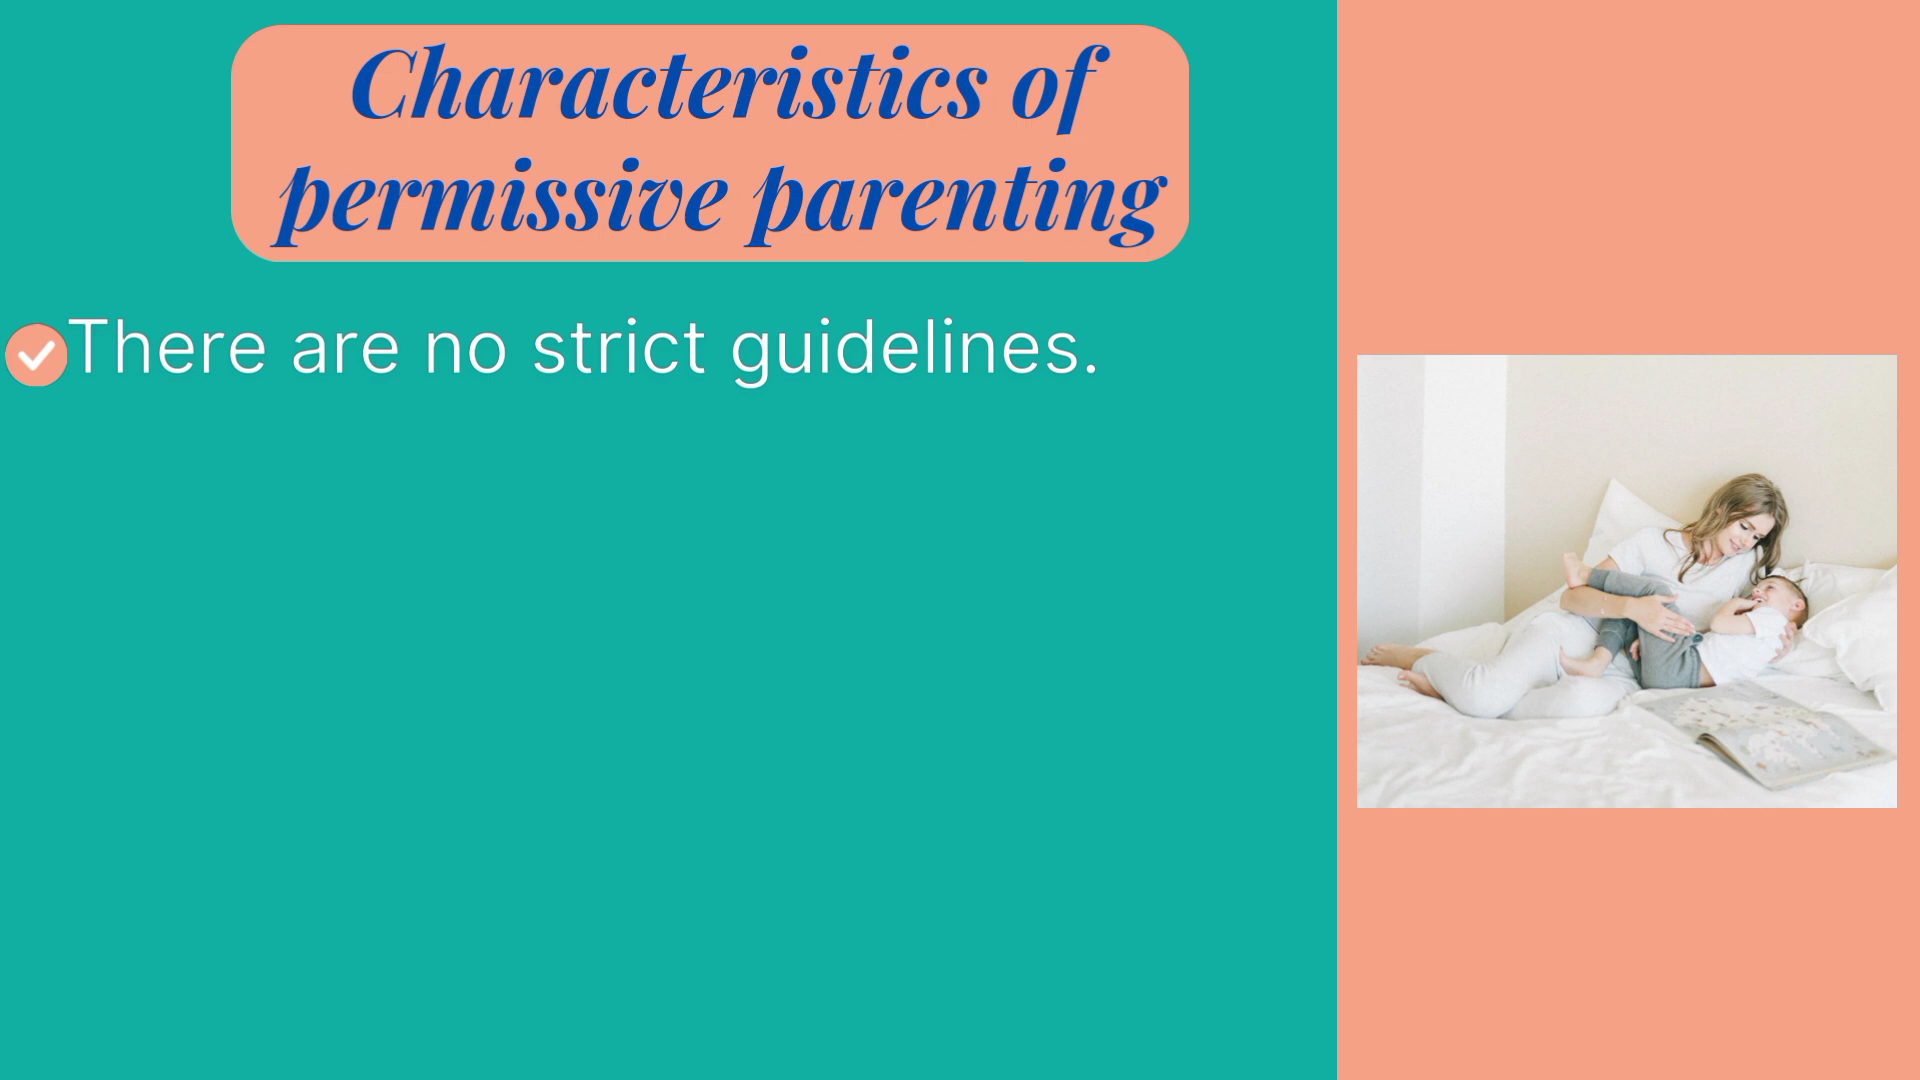 Characteristics of
permissive parenting
There are no strict guidelines.